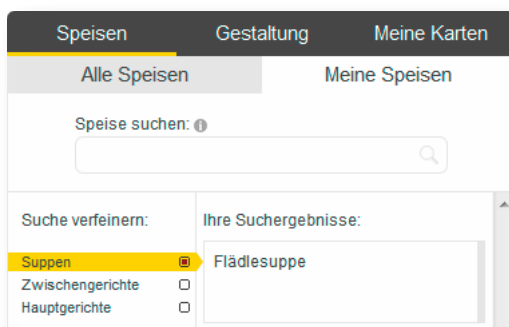 Speisen Gestaltung Meine Karten
Alle Speisen Meine Speisen
Speise suchen:
Suche verfeinern: Ihre Suchergebnisse:
Suppen Flädlesuppe
Zwischengerichte
Hauptgerichte